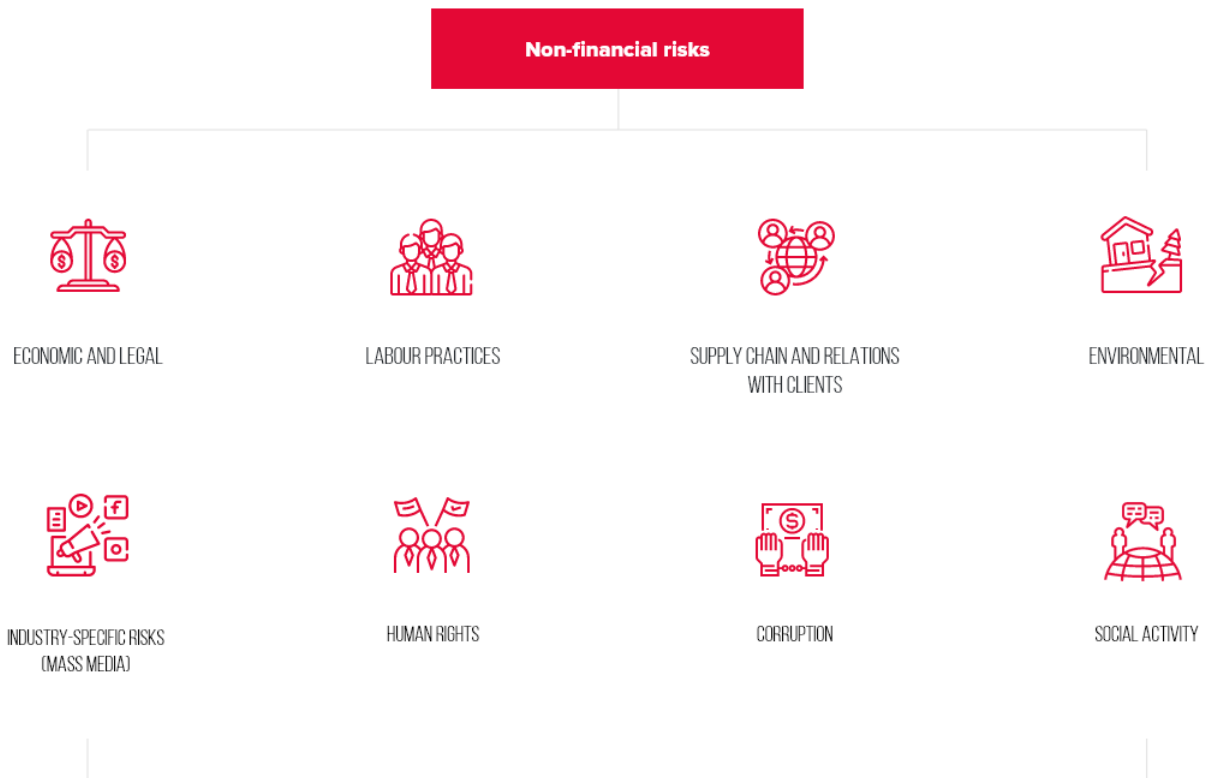 Non-financial risks
ECONOMIC AND LEGAL
LABOUR PRACTICES
SUPPLY CHAIN AND RELATIONS
WITH CLIENTS
ENVIRONMENTAL
INDUSTRY-SPECIFIC RISKS
(MASS MEDIA)
HUMAN RIGHTS
CORRUPTION
SOCIAL ACTIVITY